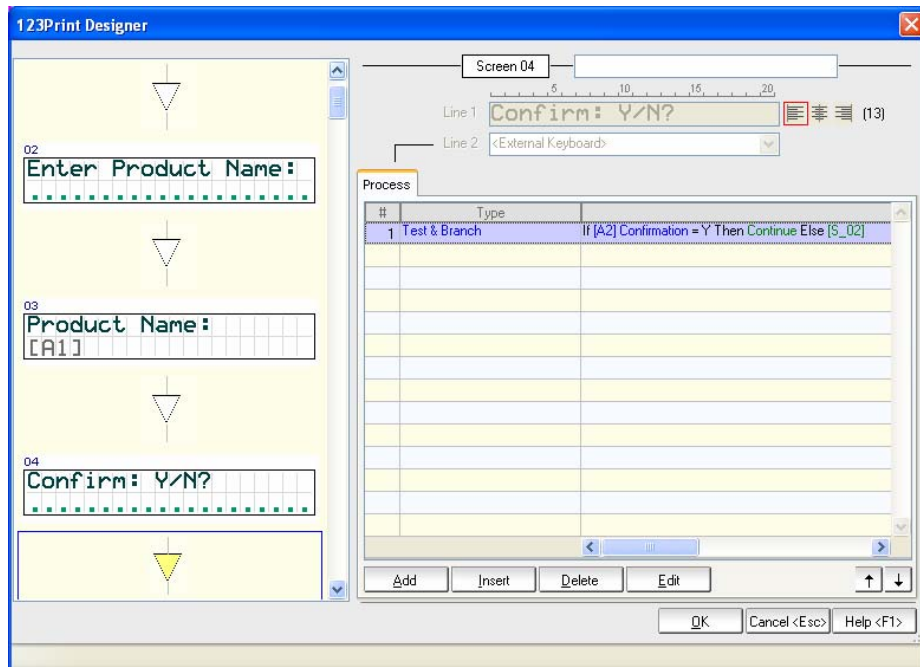 123Print Designer
02
Enter Product Name:
03
Product Name:
[A1]
04
Confirm: Y/N?
Screen 04
5 10 15 20
Line 1 Confirm: Y/N? (13)
Line 2 <External Keyboard>
Process
# Type
1 Test & Branch If [A2] Confirmation = Y Then Continue Else [S_02]
Add Insert Delete Edit
OK Cancel <Esc> Help <F1>